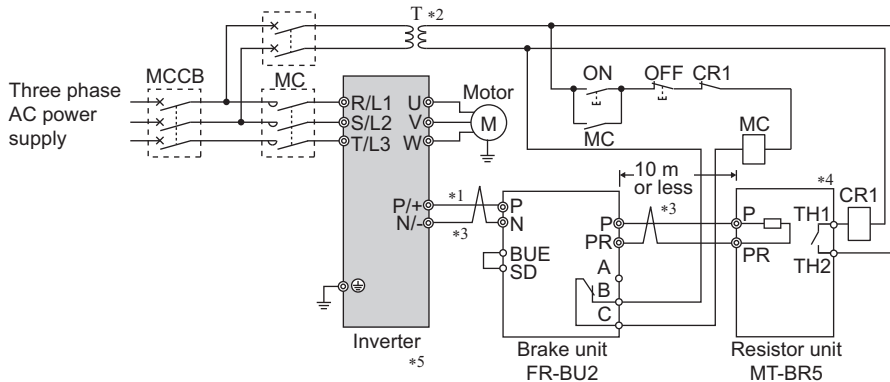 T *2
MCCB
MC
ON OFF CR1
MC
MC
Three phase
AC power
supply
R/L1
S/L2
T/L3
U
V
W
Motor
M
10 m
or less
*4
CR1
P/+
N/-
*1
*3
P
N
BUE
SD
P
PR
A
B
C
*3
P
PR
TH1
TH2
Inverter
*5
Brake unit
FR-BU2
Resistor unit
MT-BR5